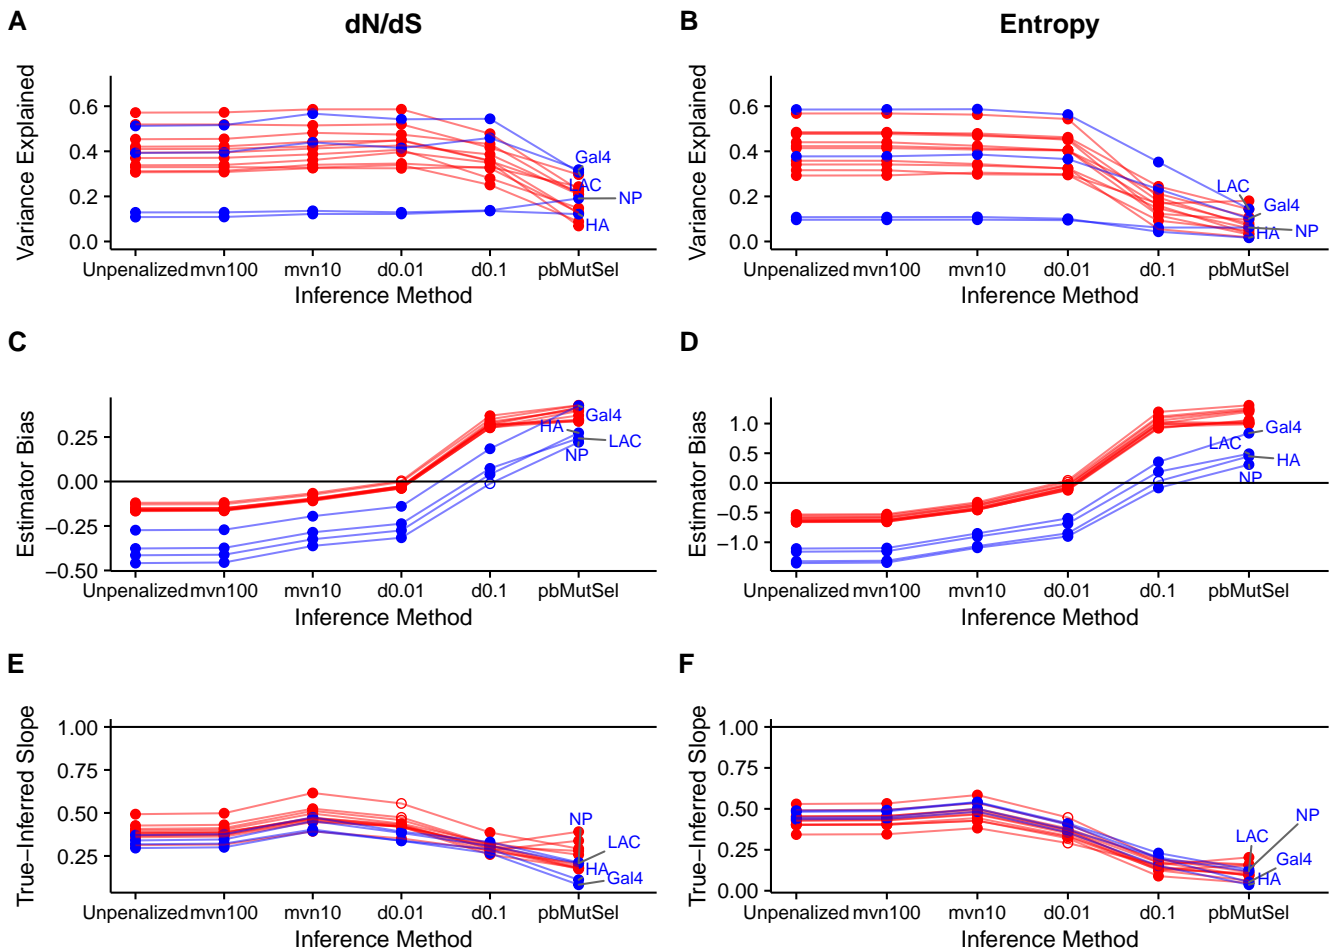 A
dN/dS
B
Entropy
Variance Explained
0.6
0.4
0.2
0.0
Gal4
LAC
NP
HA
Unpenalized mvn100 mvn10 d0.01 d0.1 pbMutSel
Inference Method
Variance Explained
0.6
0.4
0.2
0.0
LAC
Gal4
NP
HA
Unpenalized mvn100 mvn10 d0.01 d0.1 pbMutSel
Inference Method
C
Estimator Bias
0.25
0.00
−0.25
−0.50
Gal4
HA
LAC
NP
Unpenalized mvn100 mvn10 d0.01 d0.1 pbMutSel
Inference Method
D
Estimator Bias
1.0
0.5
0.0
−0.5
−1.0
Gal4
LAC
HA
NP
Unpenalized mvn100 mvn10 d0.01 d0.1 pbMutSel
Inference Method
E
True−Inferred Slope
1.00
0.75
0.50
0.25
NP
LAC
HA
Gal4
Unpenalized mvn100 mvn10 d0.01 d0.1 pbMutSel
Inference Method
F
True−Inferred Slope
1.00
0.75
0.50
0.25
0.00
NP
LAC
Gal4
HA
Unpenalized mvn100 mvn10 d0.01 d0.1 pbMutSel
Inference Method